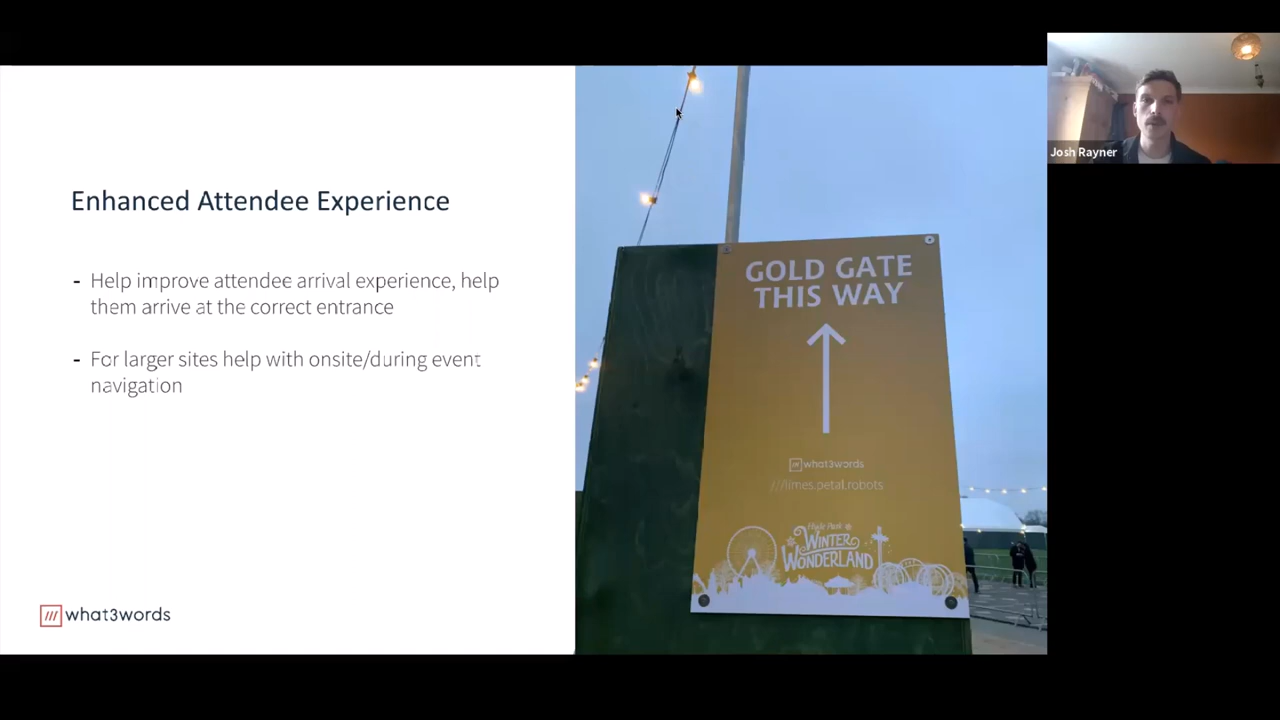 Enhanced Attendee Experience
- Help improve attendee arrival experience, help
them arrive at the correct entrance
- For larger sites help with onsite/during event
navigation
/// what3words
GOLD GATE
THIS WAY
/// what3words
///limes.petal.robots
Hyde Park
WINTER
WONDERLAND
Josh Rayner